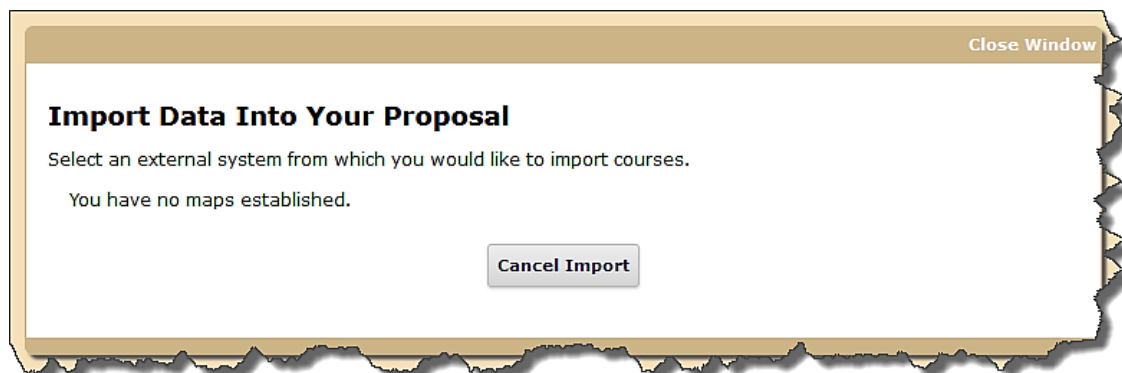 Close Window
Import Data Into Your Proposal
Select an external system from which you would like to import courses.
You have no maps established.
Cancel Import